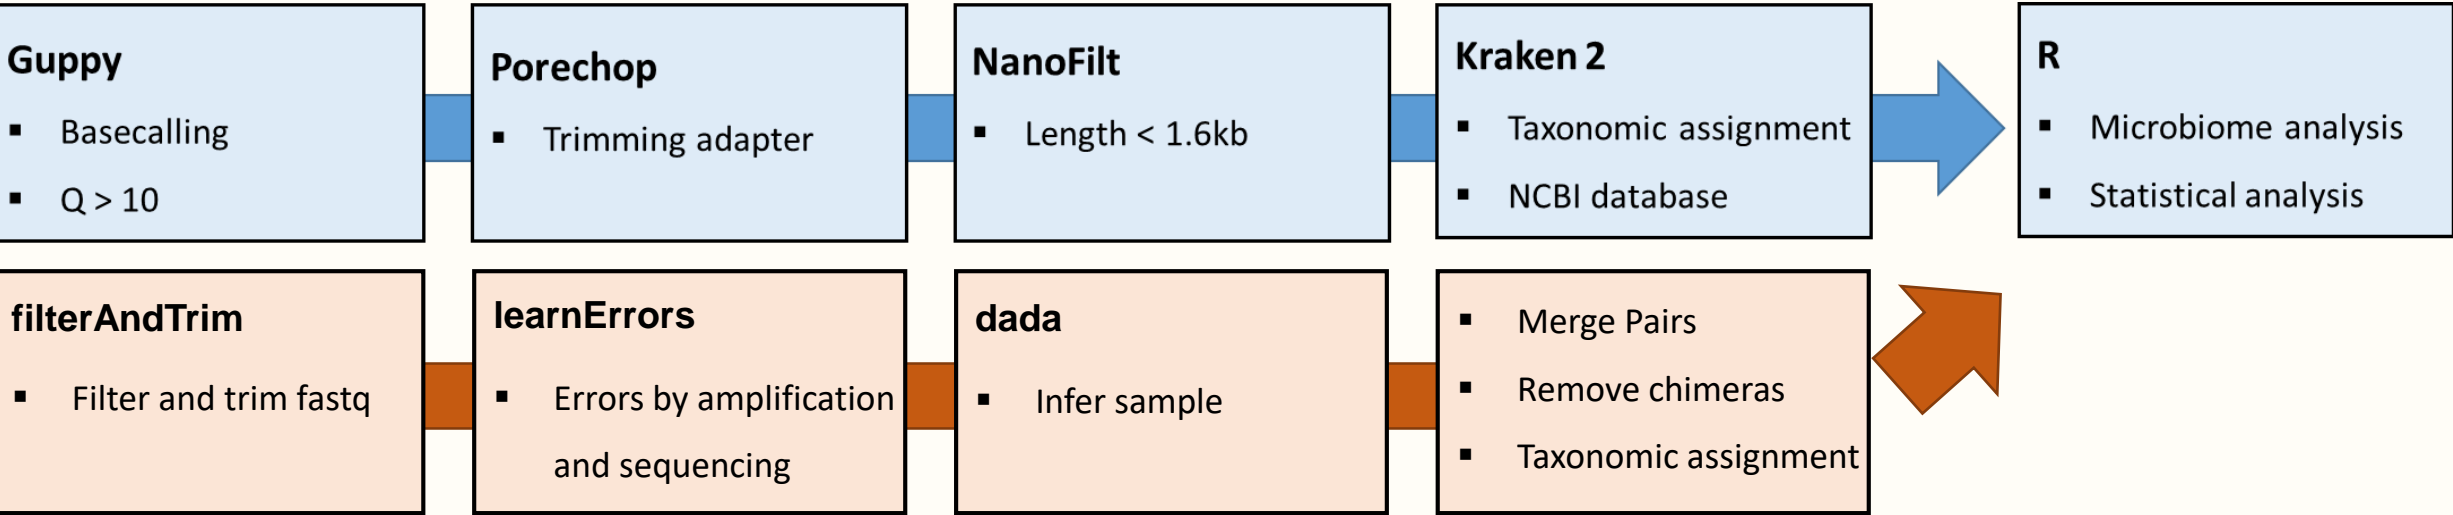 Guppy
▪ Basecalling
▪ Q > 10
Porechop
▪ Trimming adapter
NanoFilt
▪ Length < 1.6kb
Kraken 2
▪ Taxonomic assignment
▪ NCBI database
R
▪ Microbiome analysis
▪ Statistical analysis
filterAndTrim
▪ Filter and trim fastq
learnErrors
▪ Errors by amplification
and sequencing
dada
▪ Infer sample
▪ Merge Pairs
▪ Remove chimeras
▪ Taxonomic assignment